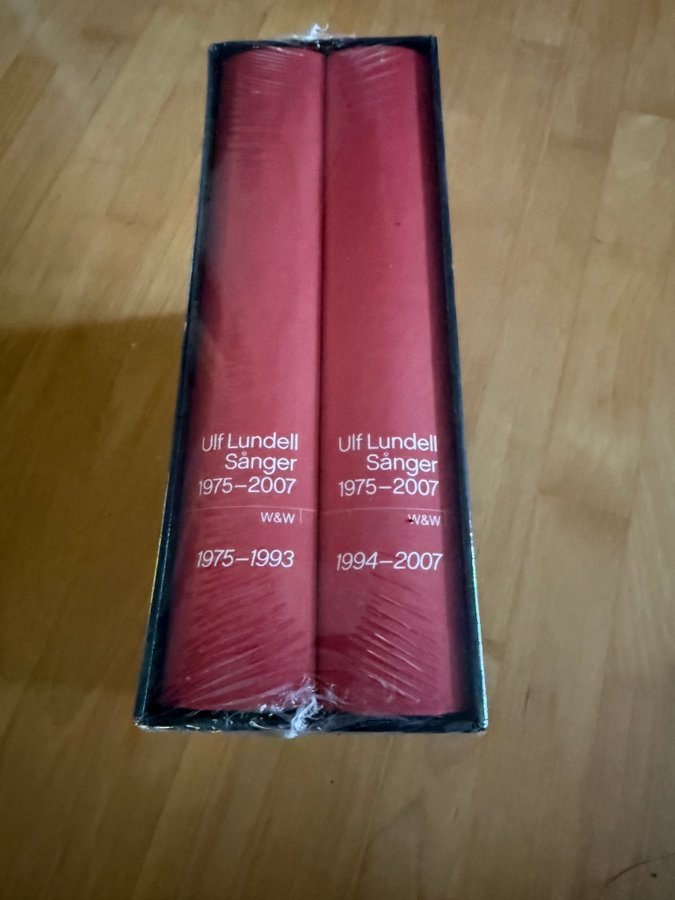 Ulf Lundell
Sånger
1975–2007
W&W
1975–1993
Ulf Lundell
Sånger
1975–2007
W&W
1994–2007